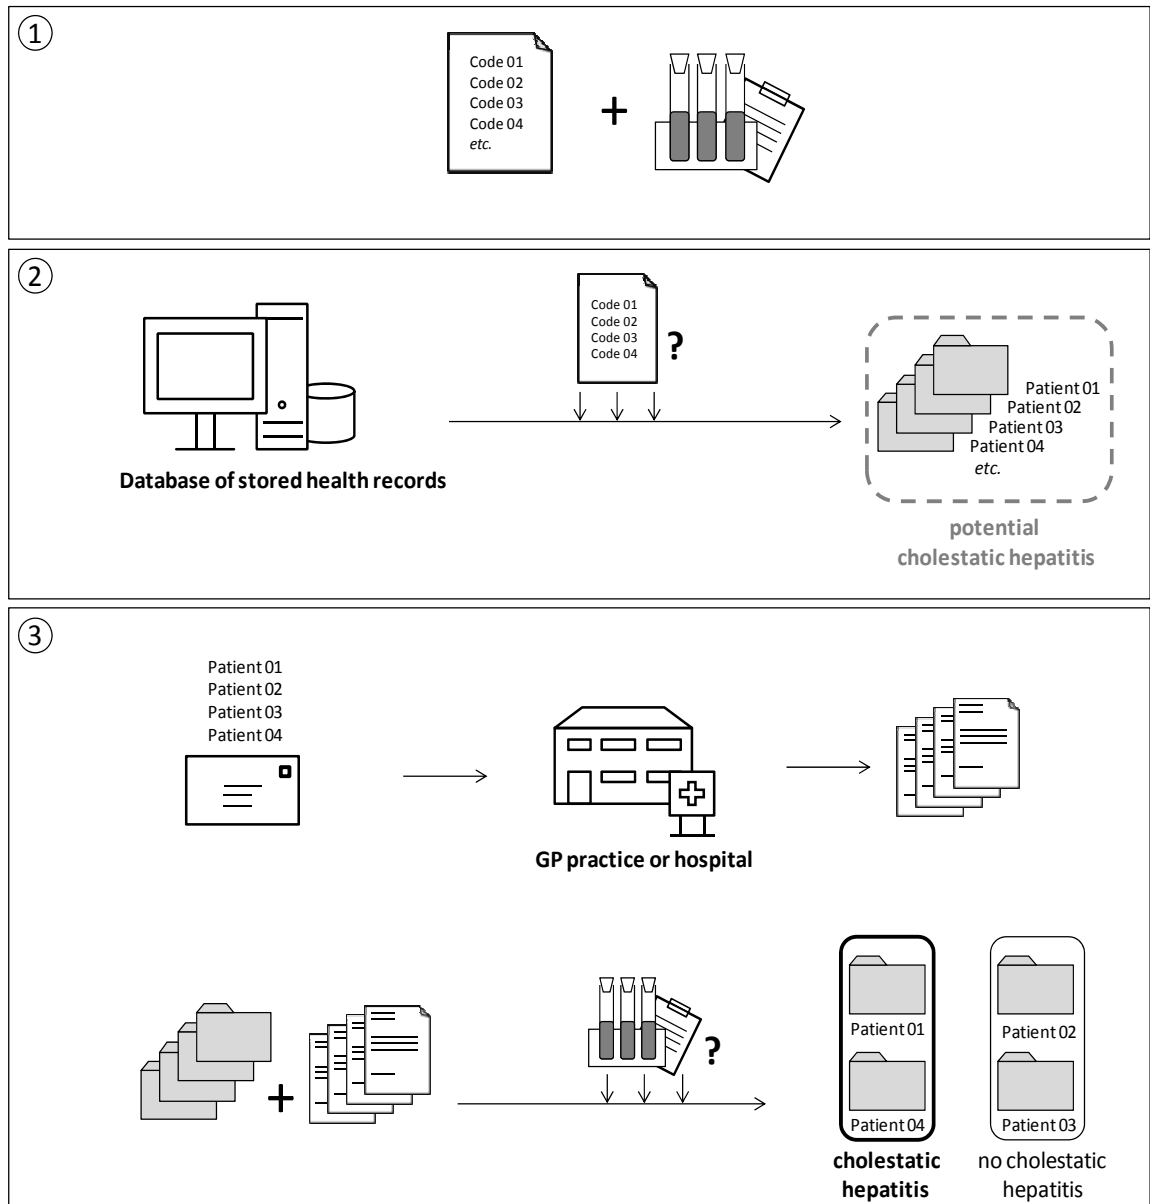 1
Code 01
Code 02
Code 03
Code 04
etc.
+
2
Code 01
Code 02
Code 03
Code 04
?
Database of stored health records
Patient 01
Patient 02
Patient 03
Patient 04
etc.
potential
cholestatic hepatitis
3
Patient 01
Patient 02
Patient 03
Patient 04
GP practice or hospital
+
?
Patient 01
Patient 02
Patient 04
Patient 03
cholestatic
hepatitis
no cholestatic
hepatitis